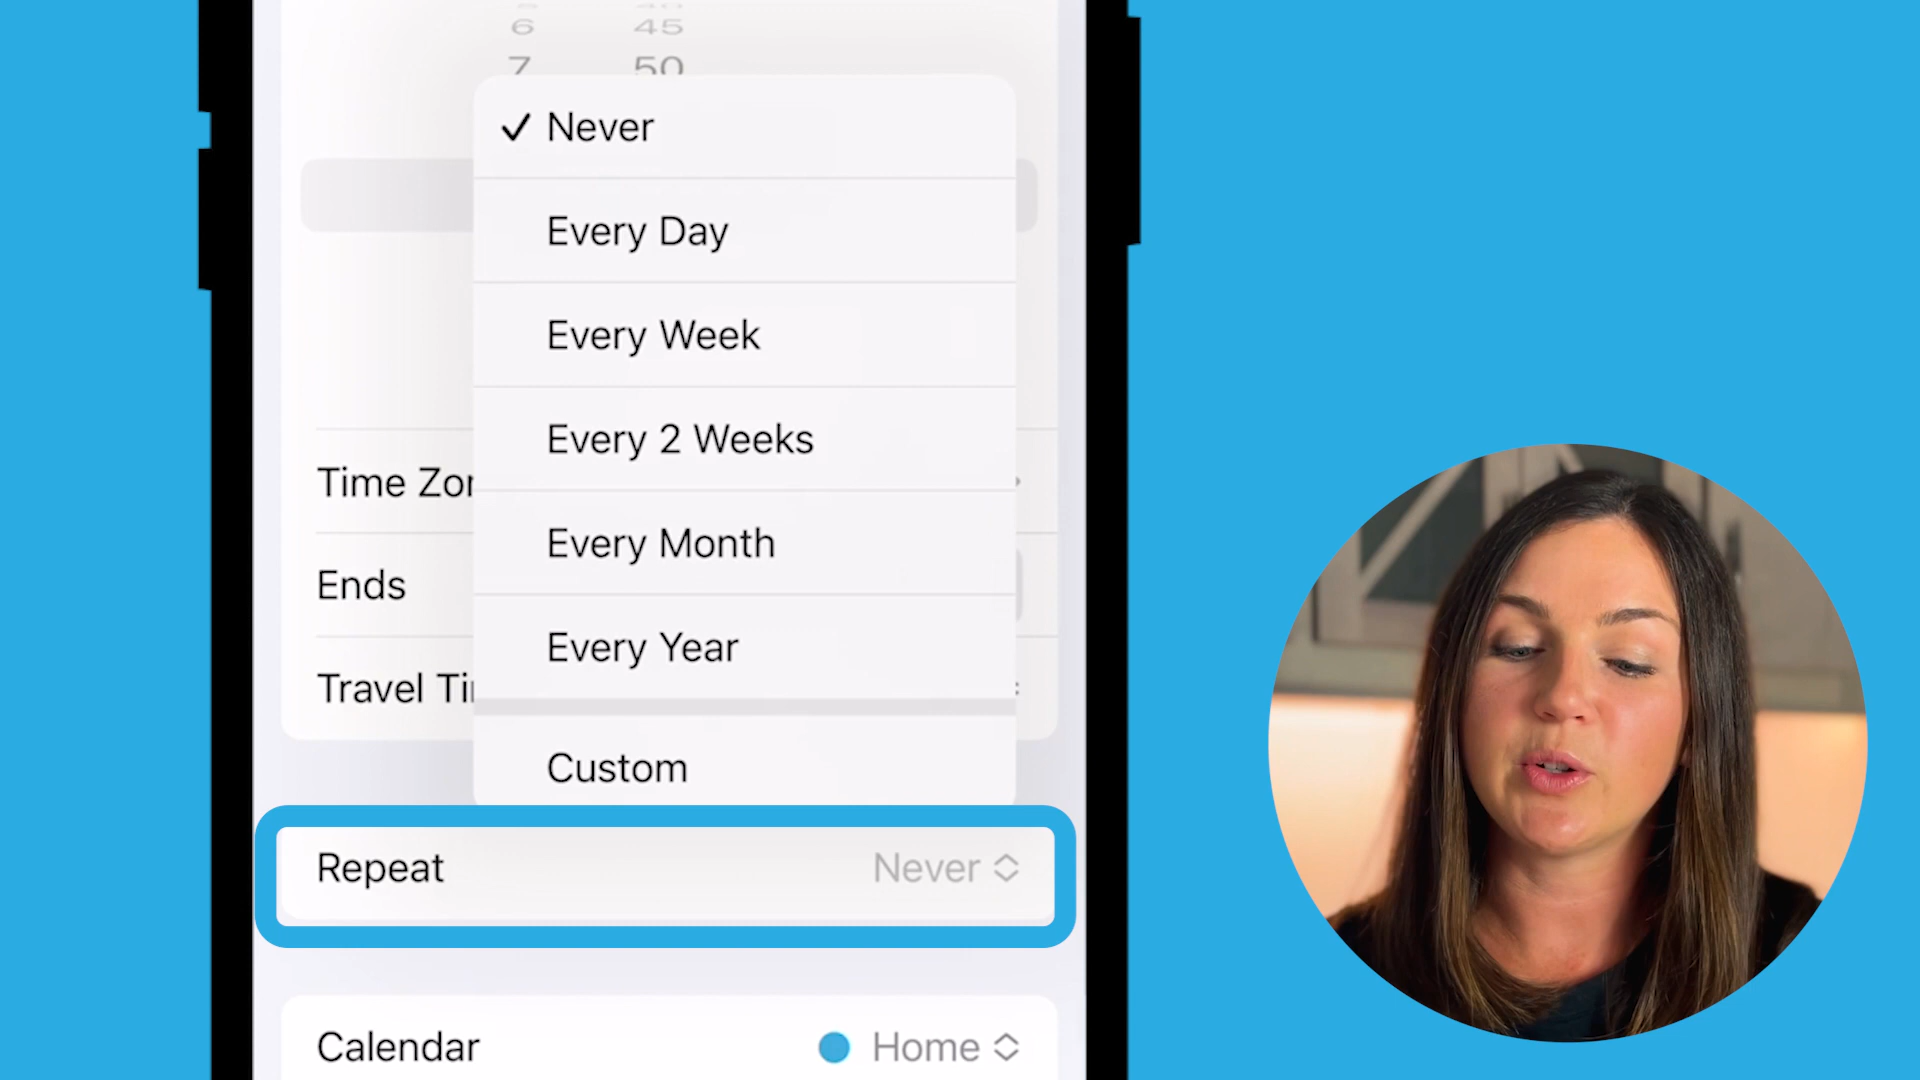 6 45
7 50
Never
Every Day
Every Week
Every 2 Weeks
Time Zon
Every Month
Ends
Every Year
Travel Ti
Custom
Repeat Never
Calendar Home